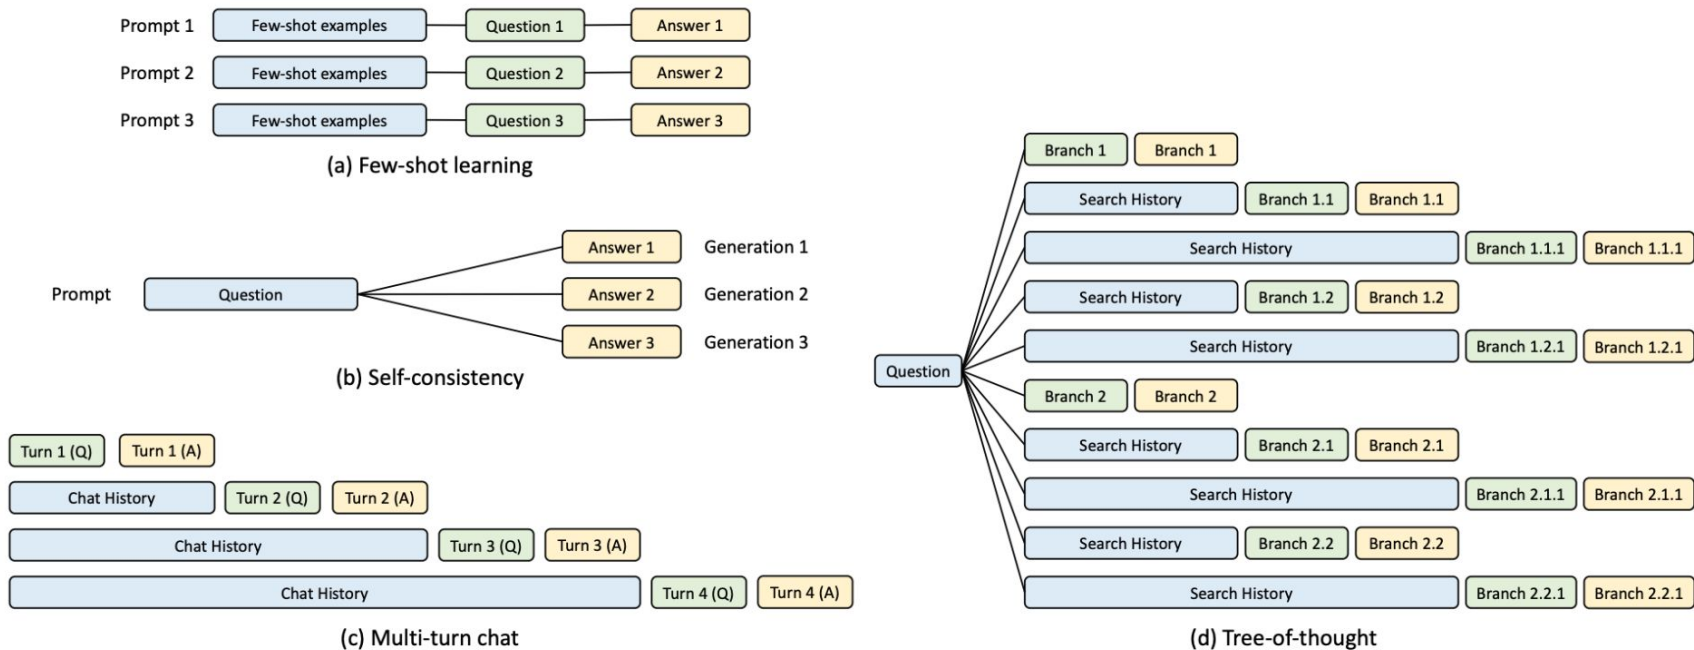 Prompt 1 Few-shot examples Question 1 Answer 1
Prompt 2 Few-shot examples Question 2 Answer 2
Prompt 3 Few-shot examples Question 3 Answer 3
(a) Few-shot learning
Answer 1 Generation 1
Prompt Question Answer 2 Generation 2
Answer 3 Generation 3
(b) Self-consistency
Turn 1 (Q) Turn 1 (A)
Chat History Turn 2 (Q) Turn 2 (A)
Chat History Turn 3 (Q) Turn 3 (A)
Chat History Turn 4 (Q) Turn 4 (A)
(c) Multi-turn chat
Question
Branch 1 Branch 1
Search History Branch 1.1 Branch 1.1
Search History Branch 1.1.1 Branch 1.1.1
Search History Branch 1.2 Branch 1.2
Search History Branch 1.2.1 Branch 1.2.1
Branch 2 Branch 2
Search History Branch 2.1 Branch 2.1
Search History Branch 2.1.1 Branch 2.1.1
Search History Branch 2.2 Branch 2.2
Search History Branch 2.2.1 Branch 2.2.1
(d) Tree-of-thought